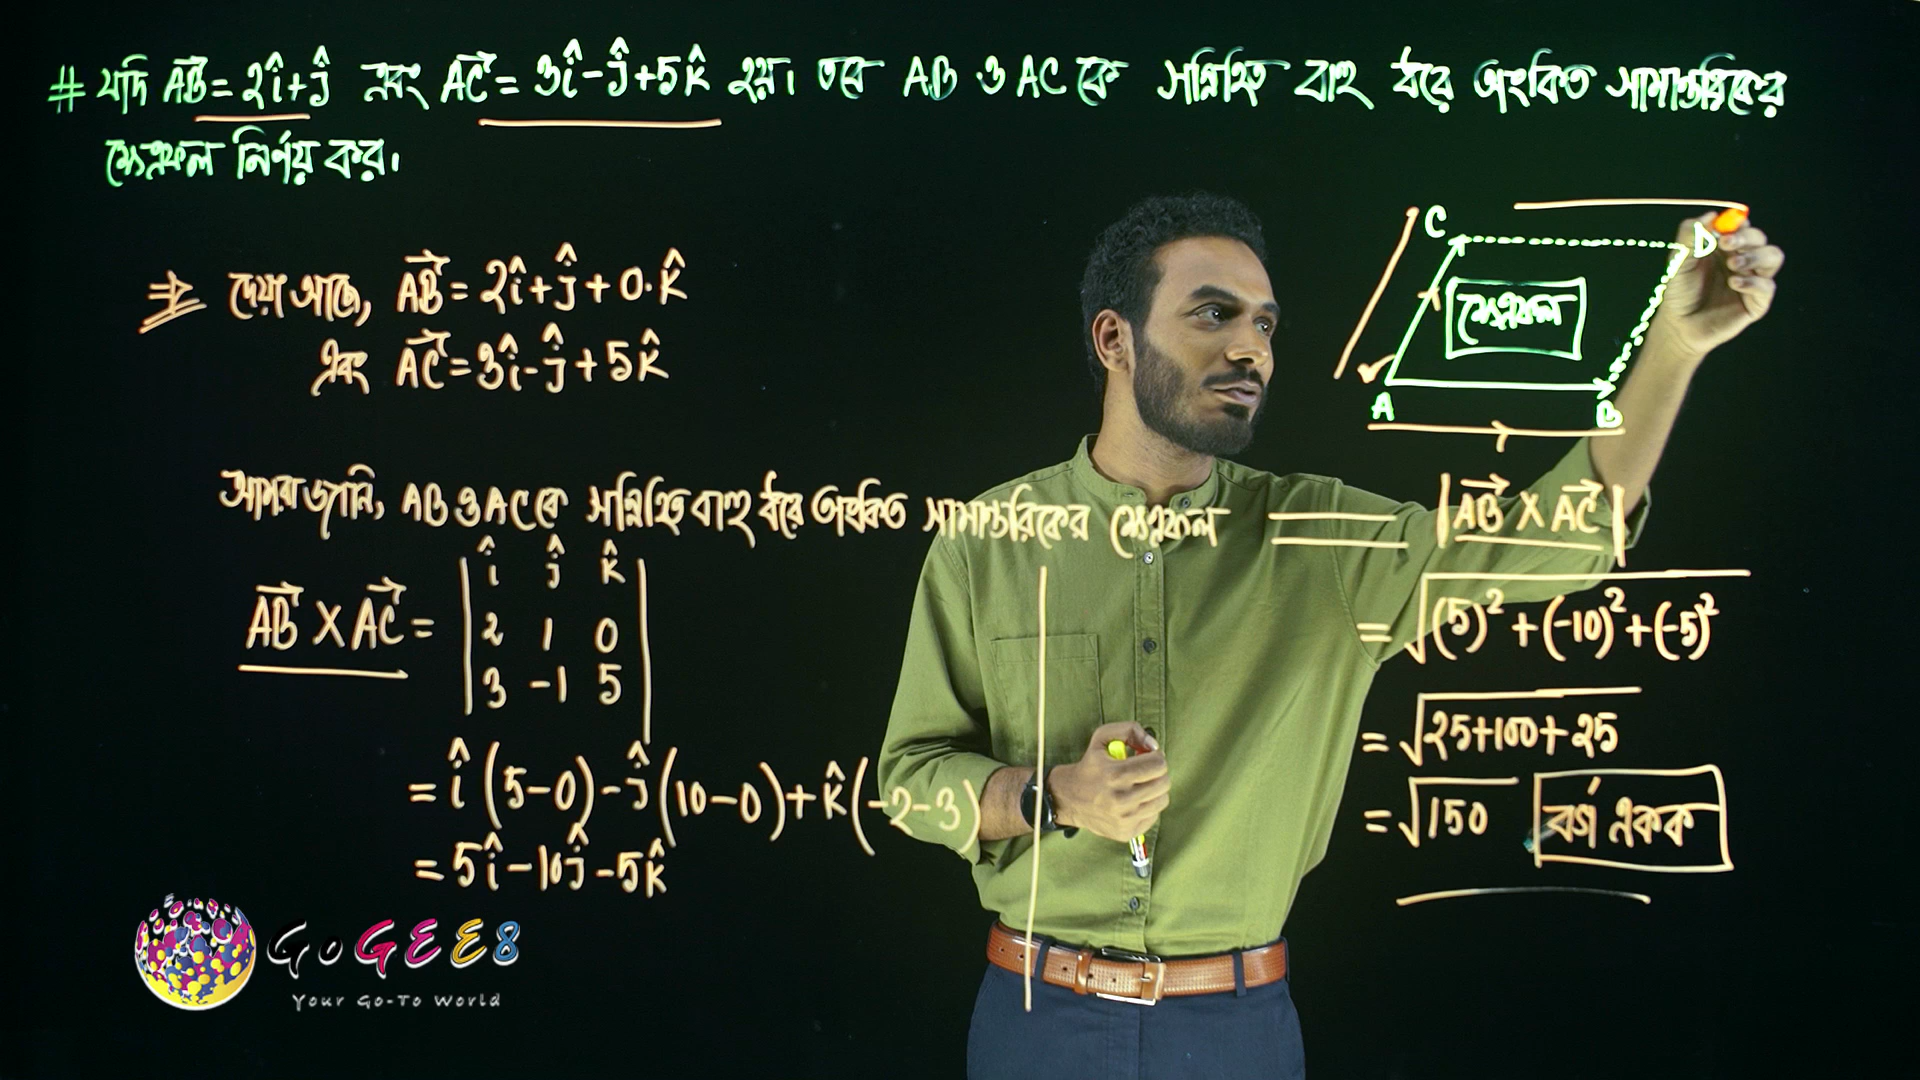 # যদি AB⃗ = 2î+ĵ এবং AC⃗ = 3î-ĵ+5k̂ হয়। তবে AB ও AC কে সন্নিহিত বাহু ধরে অংকিত সামান্তরিকের
ক্ষেত্রফল নির্ণয় কর।
C D
ক্ষেত্রফল
A B
⇒ দেয়া আছে, AB⃗ = 2î+ĵ+0.k̂
এবং AC⃗ = 3î-ĵ+5k̂
আমরা জানি, AB ও AC কে সন্নিহিত বাহু ধরে অংকিত সামান্তরিকের ক্ষেত্রফল = |AB⃗ X AC⃗|
AB⃗ X AC⃗ = | î ĵ k̂ |
| 2 1 0 |
| 3 -1 5 |
= î(5-0)-ĵ(10-0)+k̂(-2-3)
= 5î-10ĵ-5k̂
= √(5)²+(-10)²+(-5)²
= √25+100+25
= √150 বর্গ একক
GoGEE8
Your Go-To World